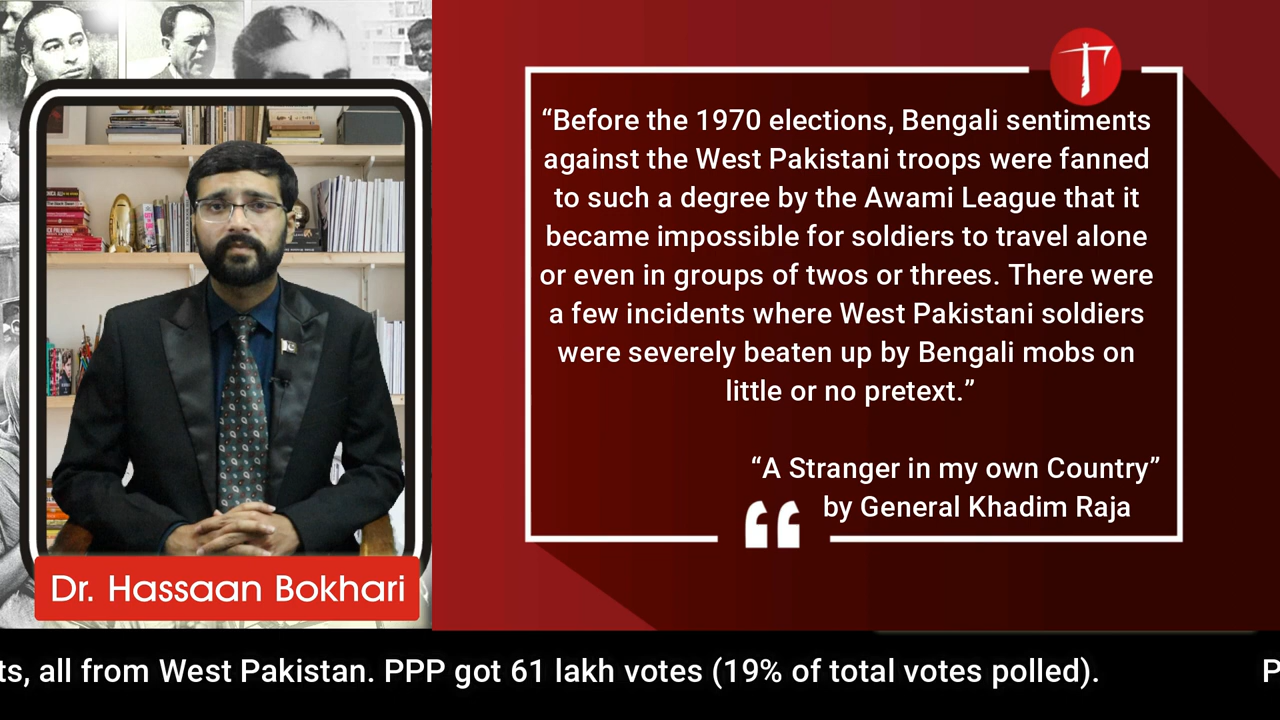 “Before the 1970 elections, Bengali sentiments
against the West Pakistani troops were fanned
to such a degree by the Awami League that it
became impossible for soldiers to travel alone
or even in groups of twos or threes. There were
a few incidents where West Pakistani soldiers
were severely beaten up by Bengali mobs on
little or no pretext.”
“A Stranger in my own Country”
by General Khadim Raja
Dr. Hassaan Bokhari
ts, all from West Pakistan. PPP got 61 lakh votes (19% of total votes polled). P